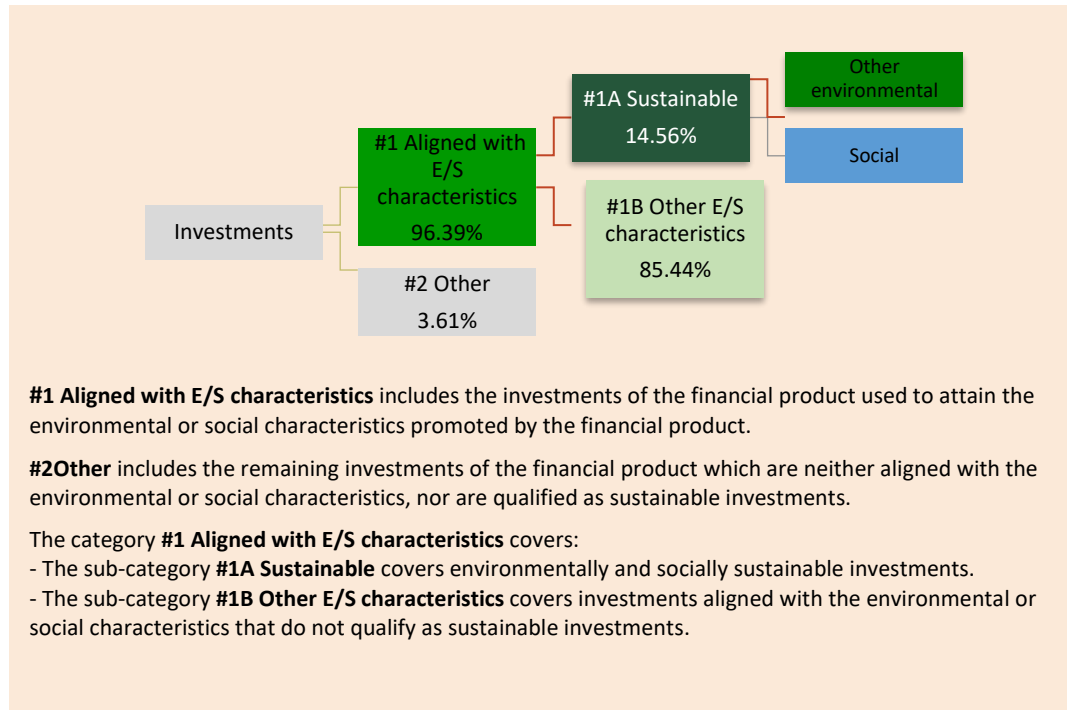 Investments
#1 Aligned with
E/S
characteristics
96.39%
#2 Other
3.61%
#1A Sustainable
14.56%
#1B Other E/S
characteristics
85.44%
Other
environmental
Social
#1 Aligned with E/S characteristics includes the investments of the financial product used to attain the
environmental or social characteristics promoted by the financial product.
#2Other includes the remaining investments of the financial product which are neither aligned with the
environmental or social characteristics, nor are qualified as sustainable investments.
The category #1 Aligned with E/S characteristics covers:
- The sub-category #1A Sustainable covers environmentally and socially sustainable investments.
- The sub-category #1B Other E/S characteristics covers investments aligned with the environmental or
social characteristics that do not qualify as sustainable investments.